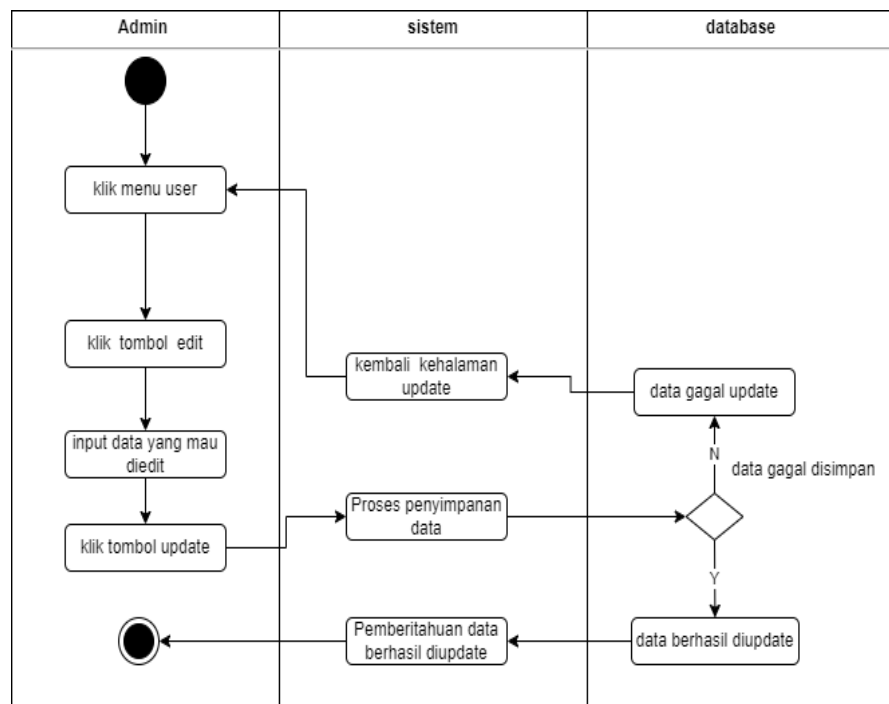 Admin
sistem
database
klik menu user
klik tombol edit
kembali kehalaman
update
data gagal update
input data yang mau
diedit
N
data gagal disimpan
Proses penyimpanan
data
klik tombol update
Y
Pemberitahuan data
berhasil diupdate
data berhasil diupdate